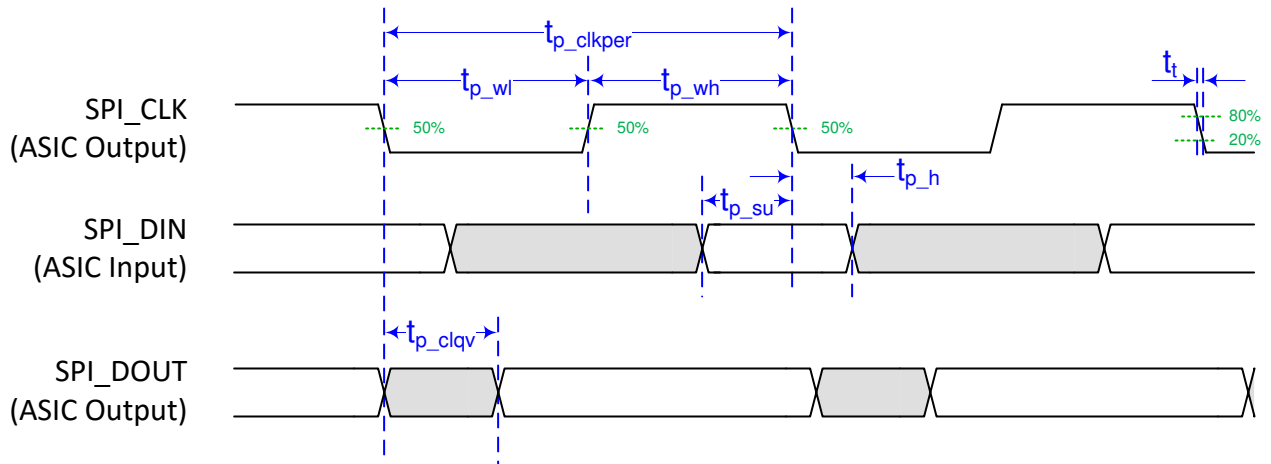 t_p_clkper
t_p_wl t_p_wh t_t
SPI_CLK
(ASIC Output)
50% 50% 50% 80%
20%
t_p_h
t_p_su
SPI_DIN
(ASIC Input)
t_p_clqv
SPI_DOUT
(ASIC Output)